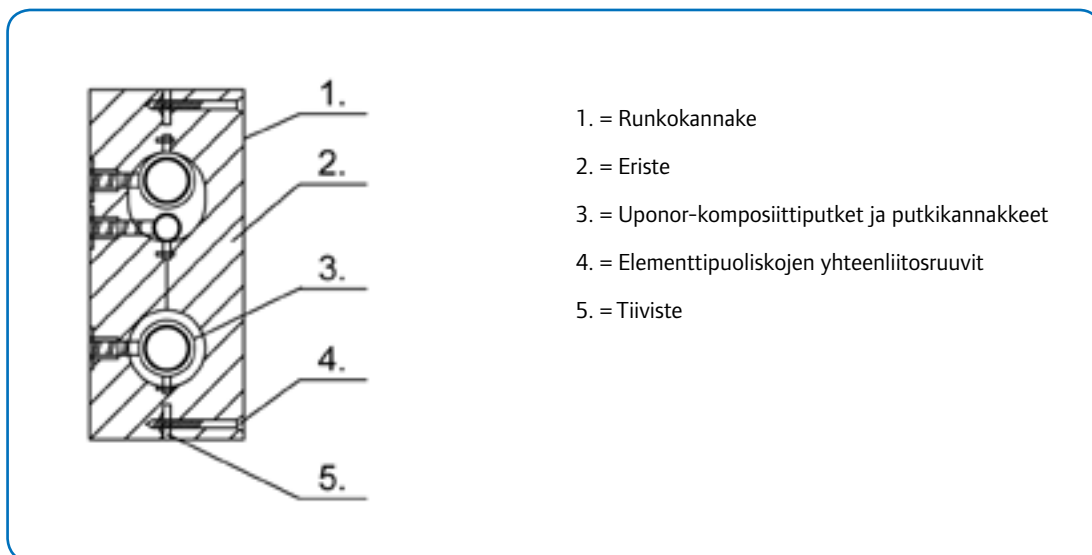 1.
2.
3.
4.
5.
1. = Runkokannake
2. = Eriste
3. = Uponor-komposiittiputket ja putkikannakkeet
4. = Elementtipuoliskojen yhteenliitosruuvit
5. = Tiiviste